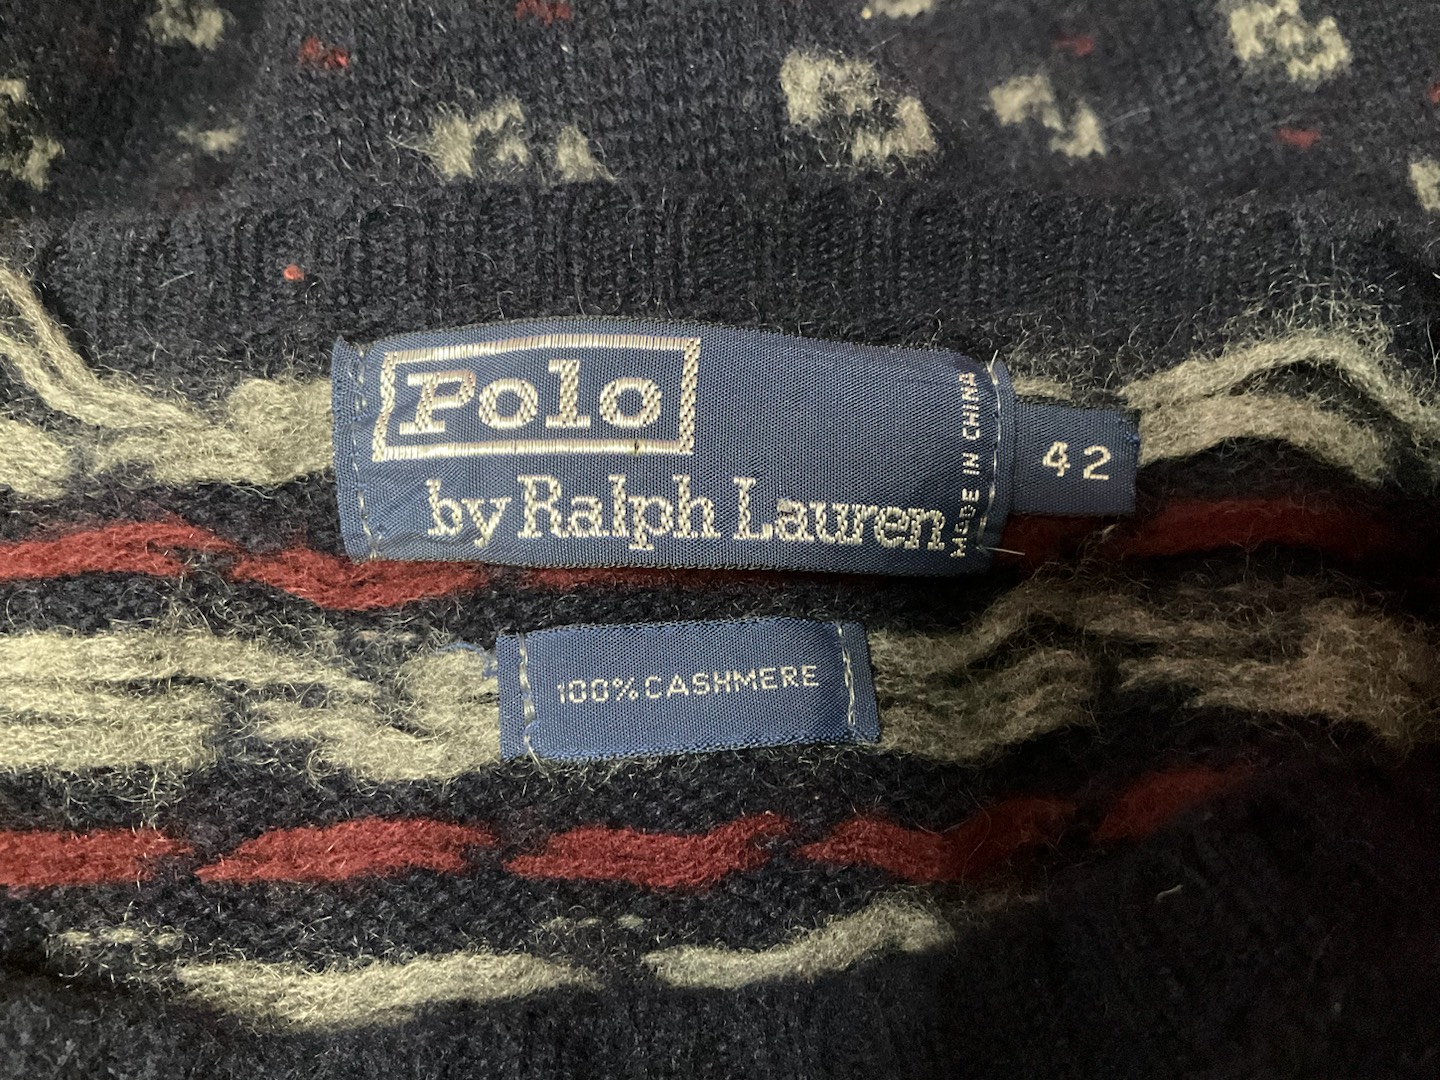 Polo
by Ralph Lauren
MADE IN CHINA
42
100% CASHMERE